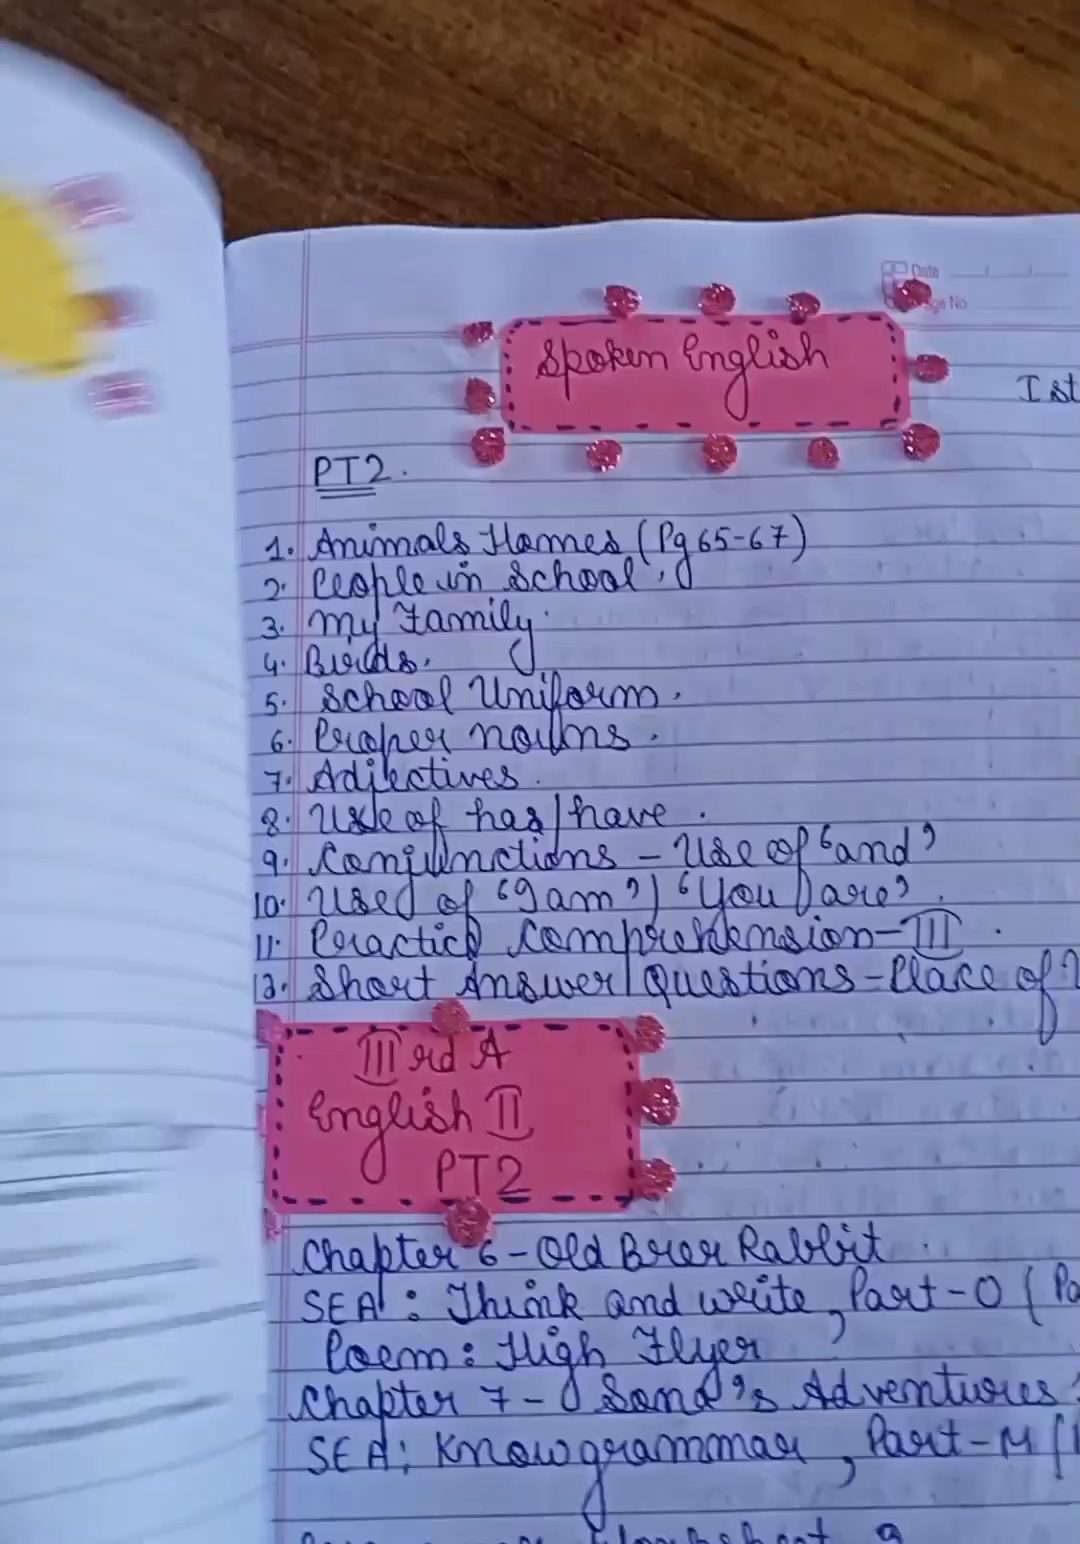 Date
Page No
Spoken English
I st
PT2.
1. Animals Homes (Pg 65-67)
2. People in School.
3. My Family.
4. Birds.
5. School Uniform.
6. Proper nouns.
7. Adjectives.
8. Use of has/have.
9. Conjunctions - Use of 'and'
10. Used of 'I am' / 'You are'.
11. Practice Comprehension-III.
12. Short Answer Questions - Place of
III rd A
English II
PT2
Chapter 6 - Old Brer Rabbit
SEA: Think and write, Part-O (
Poem: High Flyer
Chapter 7 - Sona's Adventures
SEA: Know grammar, Part-M (